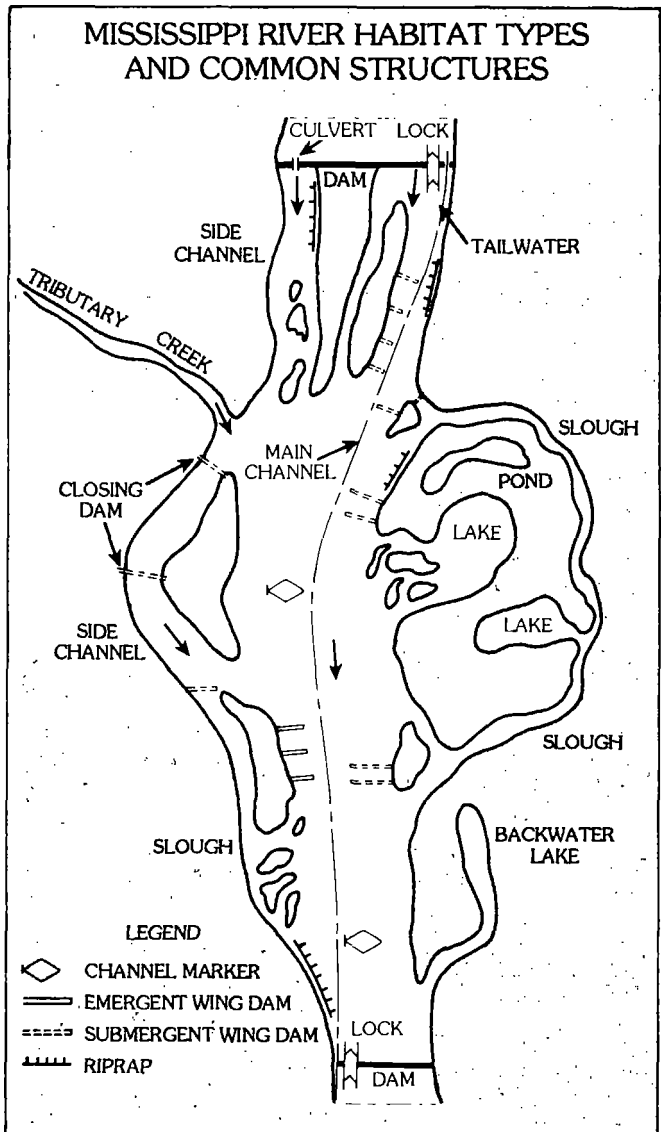 MISSISSIPPI RIVER HABITAT TYPES
AND COMMON STRUCTURES
CULVERT
LOCK
DAM
SIDE
CHANNEL
TAILWATER
TRIBUTARY
CREEK
MAIN
CHANNEL
SLOUGH
POND
CLOSING
DAM
LAKE
SIDE
CHANNEL
LAKE
SLOUGH
SLOUGH
BACKWATER
LAKE
LEGEND
CHANNEL MARKER
EMERGENT WING DAM
SUBMERGENT WING DAM
RIPRAP
LOCK
DAM